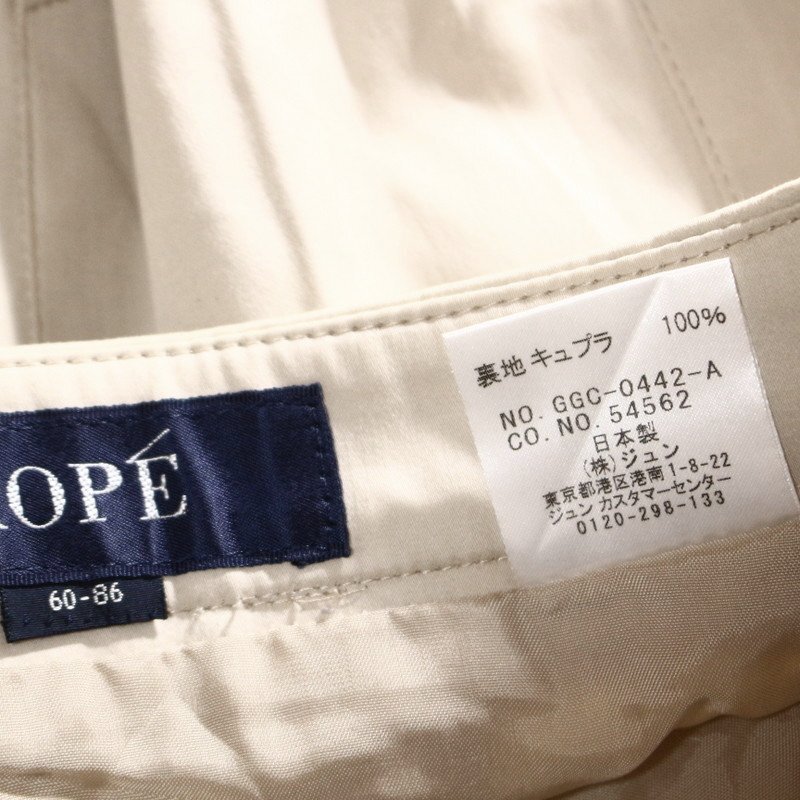 OPÉ
60-86
裏地 キュプラ 100%
NO. GGC-0442-A
CO. NO. 54562
日本製
(株)ジュン
東京都港区港南1-8-22
ジュンカスタマーセンター
0120-298-133